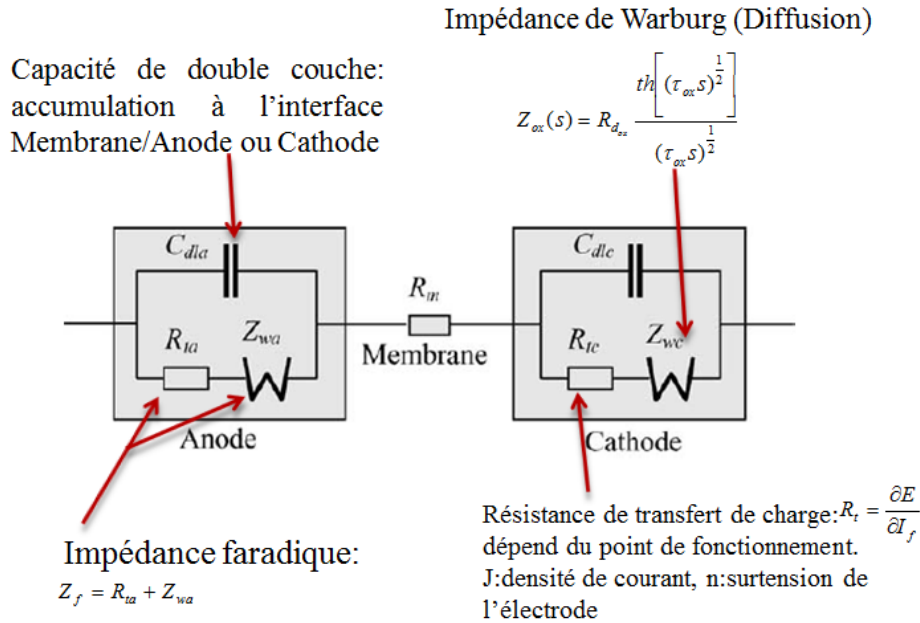 Impédance de Warburg (Diffusion)
Capacité de double couche:
accumulation à l'interface
Membrane/Anode ou Cathode
Z_ox(s) = R_d_ox th[(τ_ox s)^(1/2)] / (τ_ox s)^(1/2)
C_dla
R_ta
Z_wa
Anode
R_m
Membrane
C_dlc
R_tc
Z_wc
Cathode
Impédance faradique:
Z_f = R_ta + Z_wa
Résistance de transfert de charge: R_t = ∂E / ∂I_f
dépend du point de fonctionnement.
J:densité de courant, n:surtension de
l'électrode